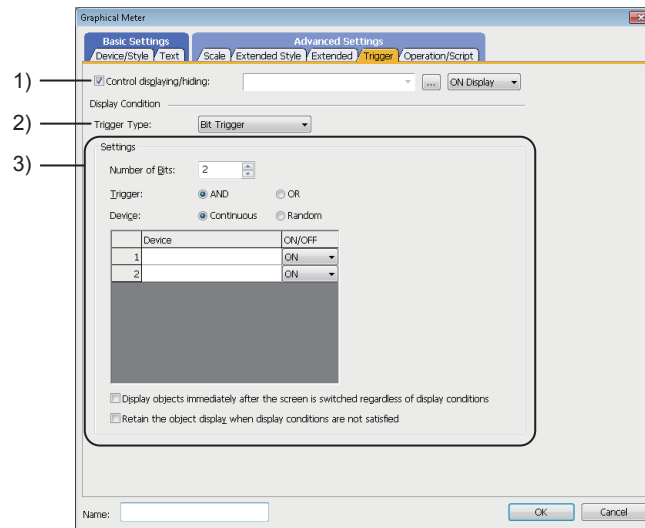 Graphical Meter
Basic Settings
Advanced Settings
Device/Style Text Scale Extended Style Extended Trigger Operation/Script
1) Control displaying/hiding: ... ON Display
Display Condition
2) Trigger Type: Bit Trigger
3) Settings
Number of Bits: 2
Trigger: AND OR
Device: Continuous Random
Device ON/OFF
1 ON
2 ON
Display objects immediately after the screen is switched regardless of display conditions
Retain the object display when display conditions are not satisfied
Name: OK Cancel